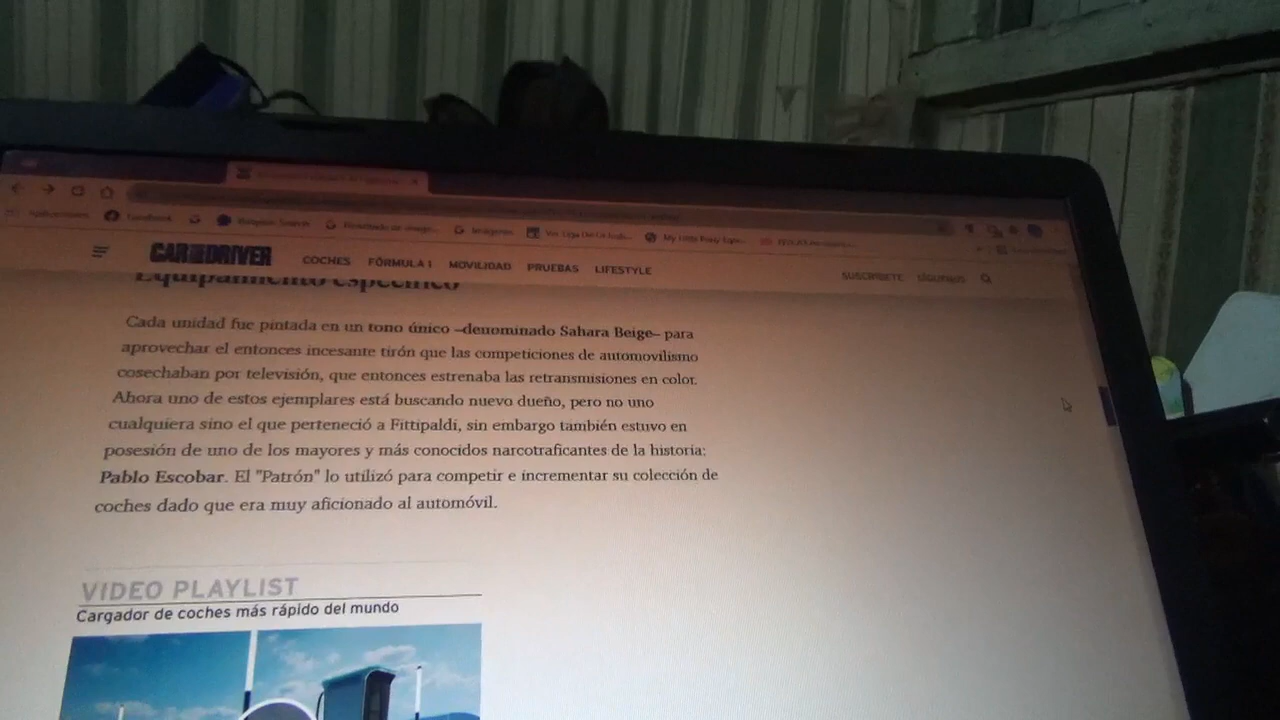 Facebook
CAR AND DRIVER
COCHES FÓRMULA 1 MOVILIDAD PRUEBAS LIFESTYLE
SUSCRÍBETE SÍGUENOS
Equipamiento específico
Cada unidad fue pintada en un tono único –denominado Sahara Beige– para
aprovechar el entonces incesante tirón que las competiciones de automovilismo
cosechaban por televisión, que entonces estrenaba las retransmisiones en color.
Ahora uno de estos ejemplares está buscando nuevo dueño, pero no uno
cualquiera sino el que perteneció a Fittipaldi, sin embargo también estuvo en
posesión de uno de los mayores y más conocidos narcotraficantes de la historia:
Pablo Escobar. El "Patrón" lo utilizó para competir e incrementar su colección de
coches dado que era muy aficionado al automóvil.
VIDEO PLAYLIST
Cargador de coches más rápido del mundo